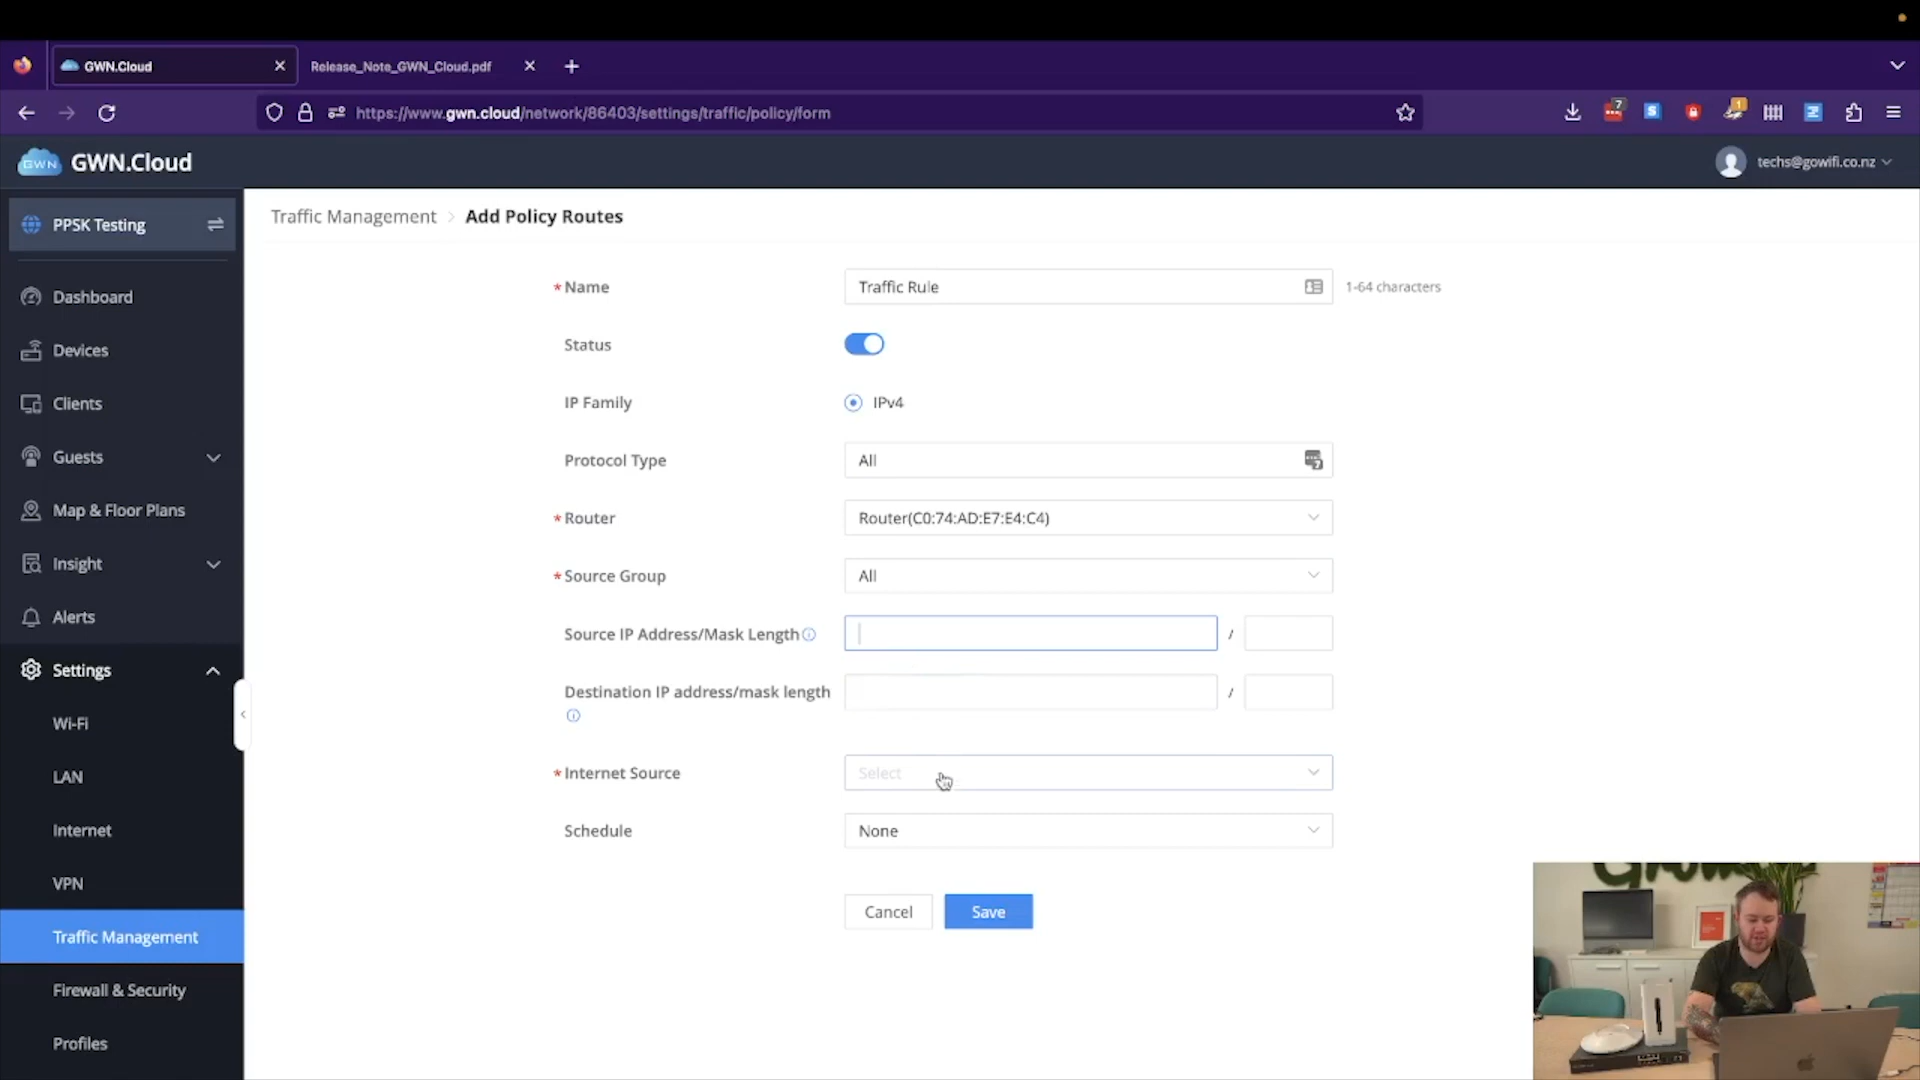 GWN.Cloud
Release_Note_GWN_Cloud.pdf
https://www.gwn.cloud/network/86403/settings/traffic/policy/form
7
S
1
Z
GWN
GWN.Cloud
techs@gowifi.co.nz
PPSK Testing
Dashboard
Devices
Clients
Guests
Map & Floor Plans
Insight
Alerts
Settings
Wi-Fi
LAN
Internet
VPN
Traffic Management
Firewall & Security
Profiles
Traffic Management > Add Policy Routes
* Name
Traffic Rule
1-64 characters
Status
IP Family
IPv4
Protocol Type
All
7
* Router
Router(C0:74:AD:E7:E4:C4)
* Source Group
All
Source IP Address/Mask Length
/
Destination IP address/mask length
/
* Internet Source
Select
Schedule
None
Cancel
Save